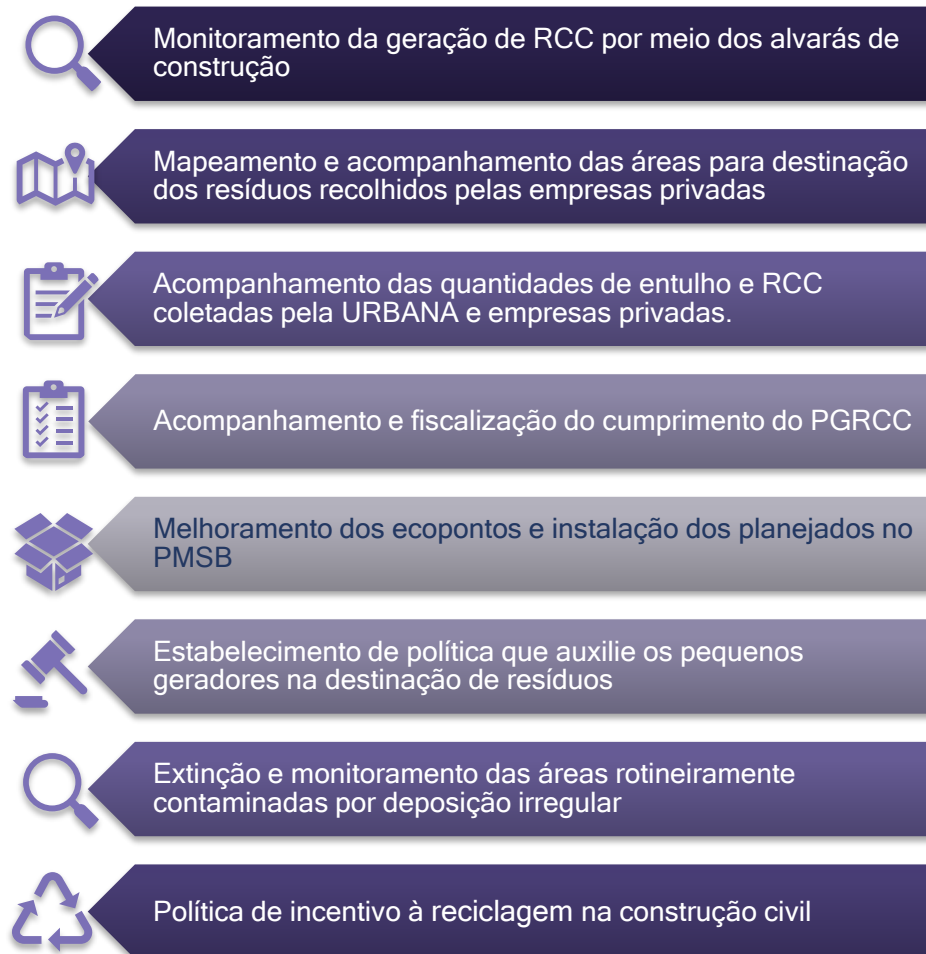 Monitoramento da geração de RCC por meio dos alvarás de
construção
Mapeamento e acompanhamento das áreas para destinação
dos resíduos recolhidos pelas empresas privadas
Acompanhamento das quantidades de entulho e RCC
coletadas pela URBANA e empresas privadas.
Acompanhamento e fiscalização do cumprimento do PGRCC
Melhoramento dos ecopontos e instalação dos planejados no
PMSB
Estabelecimento de política que auxilie os pequenos
geradores na destinação de resíduos
Extinção e monitoramento das áreas rotineiramente
contaminadas por deposição irregular
Política de incentivo à reciclagem na construção civil